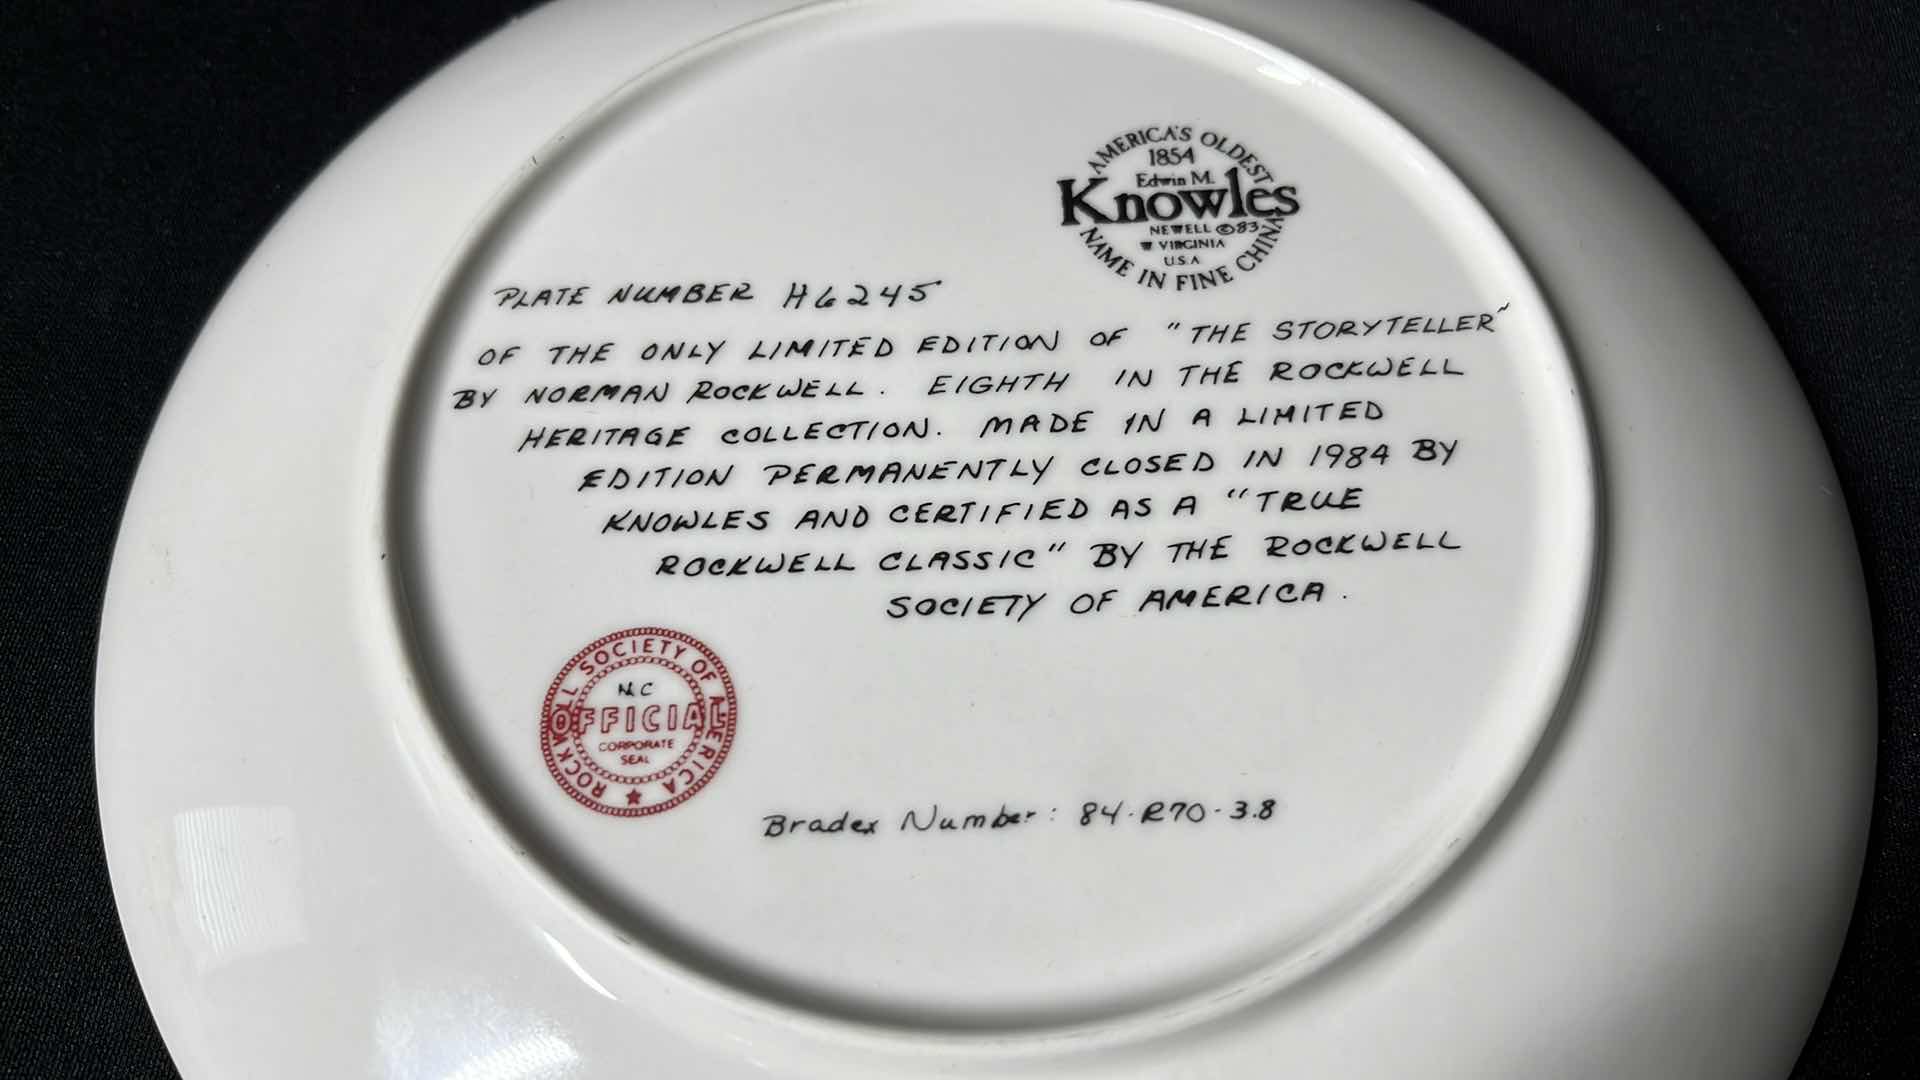 AMERICA'S OLDEST
1854
Edwin M.
Knowles
NEWELL ©83
W VIRGINIA
U.S.A
NAME IN FINE CHINA
PLATE NUMBER H6245
OF THE ONLY LIMITED EDITION OF "THE STORYTELLER"
BY NORMAN ROCKWELL. EIGHTH IN THE ROCKWELL
HERITAGE COLLECTION. MADE IN A LIMITED
EDITION PERMANENTLY CLOSED IN 1984 BY
KNOWLES AND CERTIFIED AS A "TRUE
ROCKWELL CLASSIC" BY THE ROCKWELL
SOCIETY OF AMERICA.
ROCKWELL SOCIETY OF AMERICA
N.C
OFFICIAL
CORPORATE
SEAL
Bradex Number: 84-R70-3.8